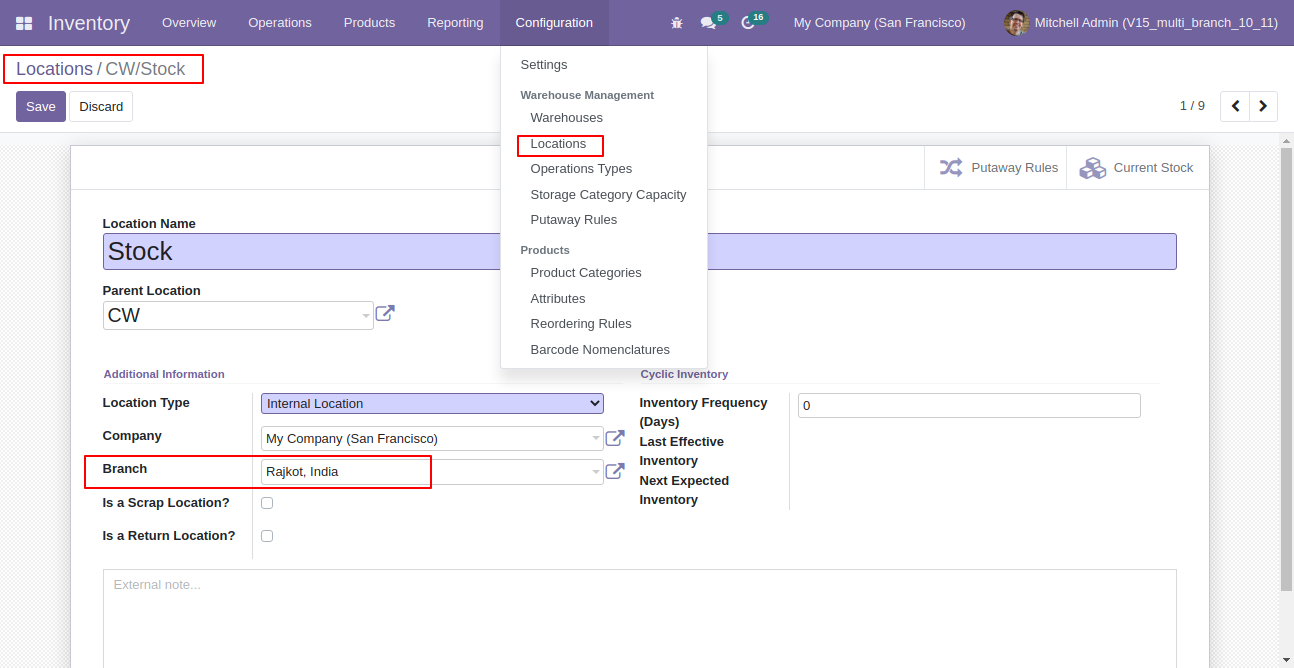 Inventory Overview Operations Products Reporting Configuration 5 16 My Company (San Francisco) Mitchell Admin (V15_multi_branch_10_11)
Locations / CW/Stock
Save Discard
1 / 9
Settings
Warehouse Management
Warehouses
Locations
Operations Types
Storage Category Capacity
Putaway Rules
Products
Product Categories
Attributes
Reordering Rules
Barcode Nomenclatures
Putaway Rules Current Stock
Location Name
Stock
Parent Location
CW
Additional Information
Location Type Internal Location
Company My Company (San Francisco)
Branch Rajkot, India
Is a Scrap Location?
Is a Return Location?
Cyclic Inventory
Inventory Frequency 0
(Days)
Last Effective
Inventory
Next Expected
Inventory
External note...